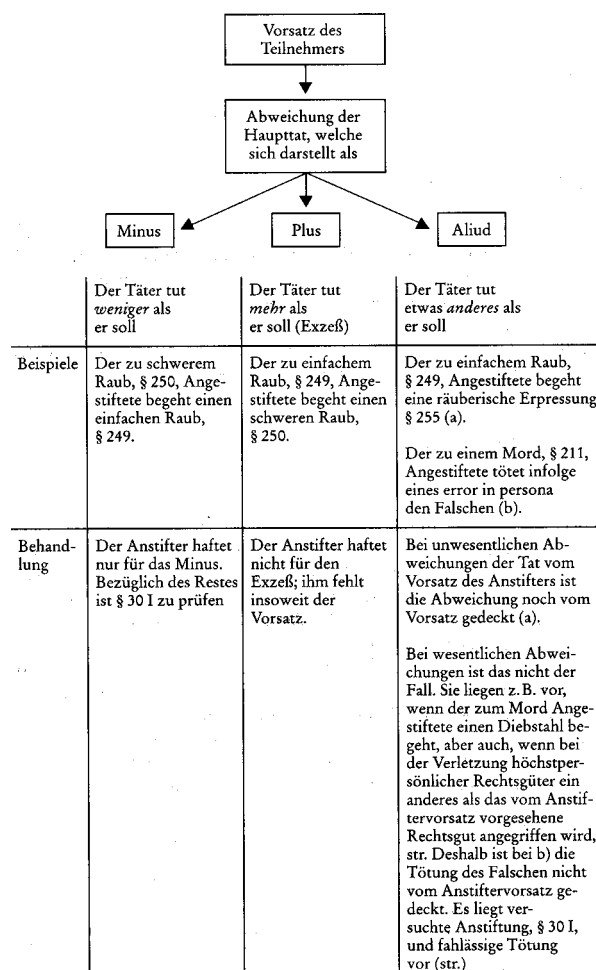 Vorsatz des
Teilnehmers
Abweichung der
Haupttat, welche
sich darstellt als
Minus
Plus
Aliud
Der Täter tut
weniger als
er soll
Der Täter tut
mehr als
er soll (Exzeß)
Der Täter tut
etwas anderes als
er soll
Beispiele
Der zu schwerem
Raub, § 250, Ange-
stiftete begeht einen
einfachen Raub,
§ 249.
Der zu einfachem
Raub, § 249, Ange-
stiftete begeht einen
schweren Raub,
§ 250.
Der zu einfachem Raub,
§ 249, Angestiftete begeht
eine räuberische Erpressung
§ 255 (a).
Der zu einem Mord, § 211,
Angestiftete tötet infolge
eines error in persona
den Falschen (b).
Behand-
lung
Der Anstifter haftet
nur für das Minus.
Bezüglich des Restes
ist § 30 I zu prüfen
Der Anstifter haftet
nicht für den
Exzeß; ihm fehlt
insoweit der
Vorsatz.
Bei unwesentlichen Ab-
weichungen der Tat vom
Vorsatz des Anstifters ist
die Abweichung noch vom
Vorsatz gedeckt (a).
Bei wesentlichen Abwei-
chungen ist das nicht der
Fall. Sie liegen z. B. vor,
wenn der zum Mord Ange-
stiftete einen Diebstahl be-
geht, aber auch, wenn bei
der Verletzung höchstper-
sönlicher Rechtsgüter ein
anderes als das vom Anstif-
tervorsatz vorgesehene
Rechtsgut angegriffen wird,
str. Deshalb ist bei b) die
Tötung des Falschen nicht
vom Anstiftervorsatz ge-
deckt. Es liegt ver-
suchte Anstiftung, § 30 I,
und fahlässige Tötung
vor (str.)